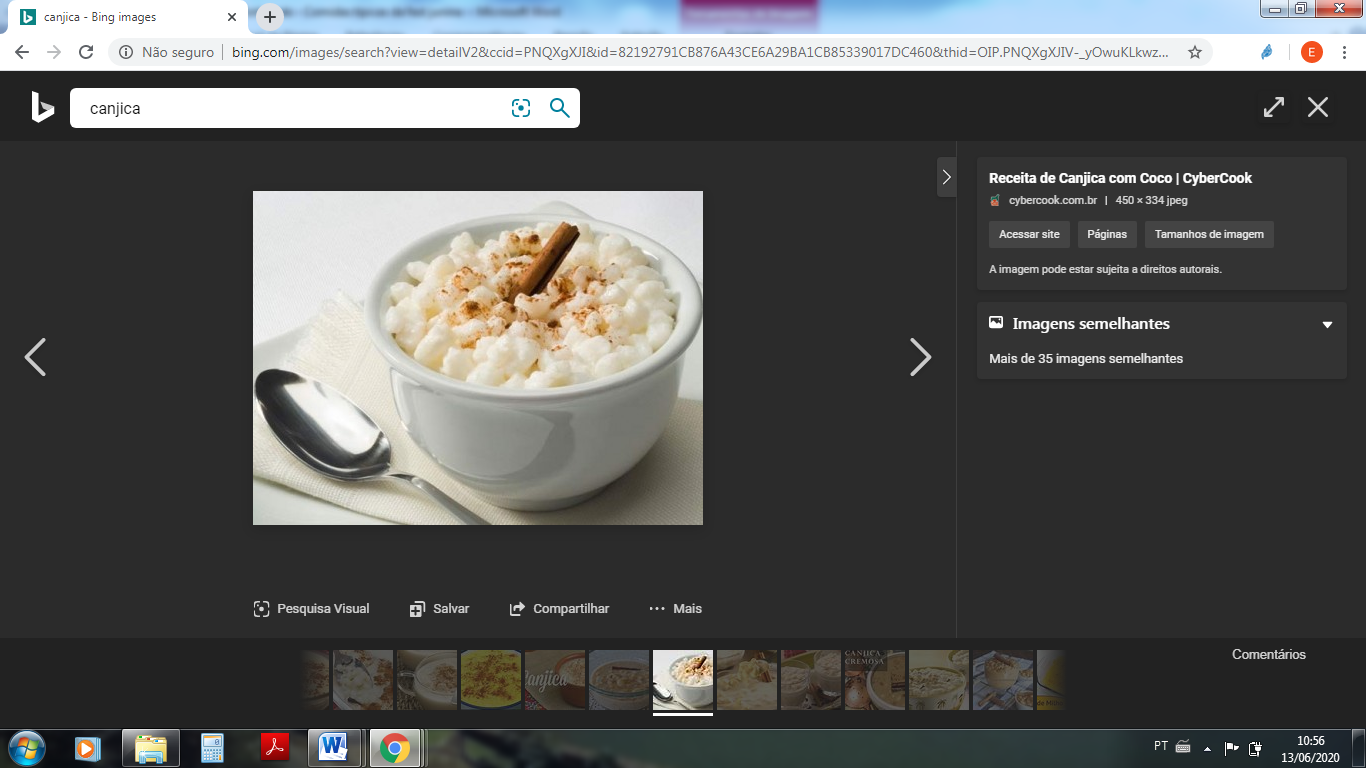 canjica - Bing images
Não seguro | bing.com/images/search?view=detailV2&ccid=PNQXgXJI&id=82192791CB876A43CE6A29BA1CB85339017DC460&thid=OIP.PNQXgXJIV-_yOwuKLkwz...
E
canjica
Receita de Canjica com Coco | CyberCook
cybercook.com.br | 450 × 334 jpeg
Acessar site
Páginas
Tamanhos de imagem
A imagem pode estar sujeita a direitos autorais.
Imagens semelhantes
Mais de 35 imagens semelhantes
Pesquisa Visual
Salvar
Compartilhar
Mais
Canjica
CANJICA
CREMOSA
Comentários
PT
10:56
13/06/2020